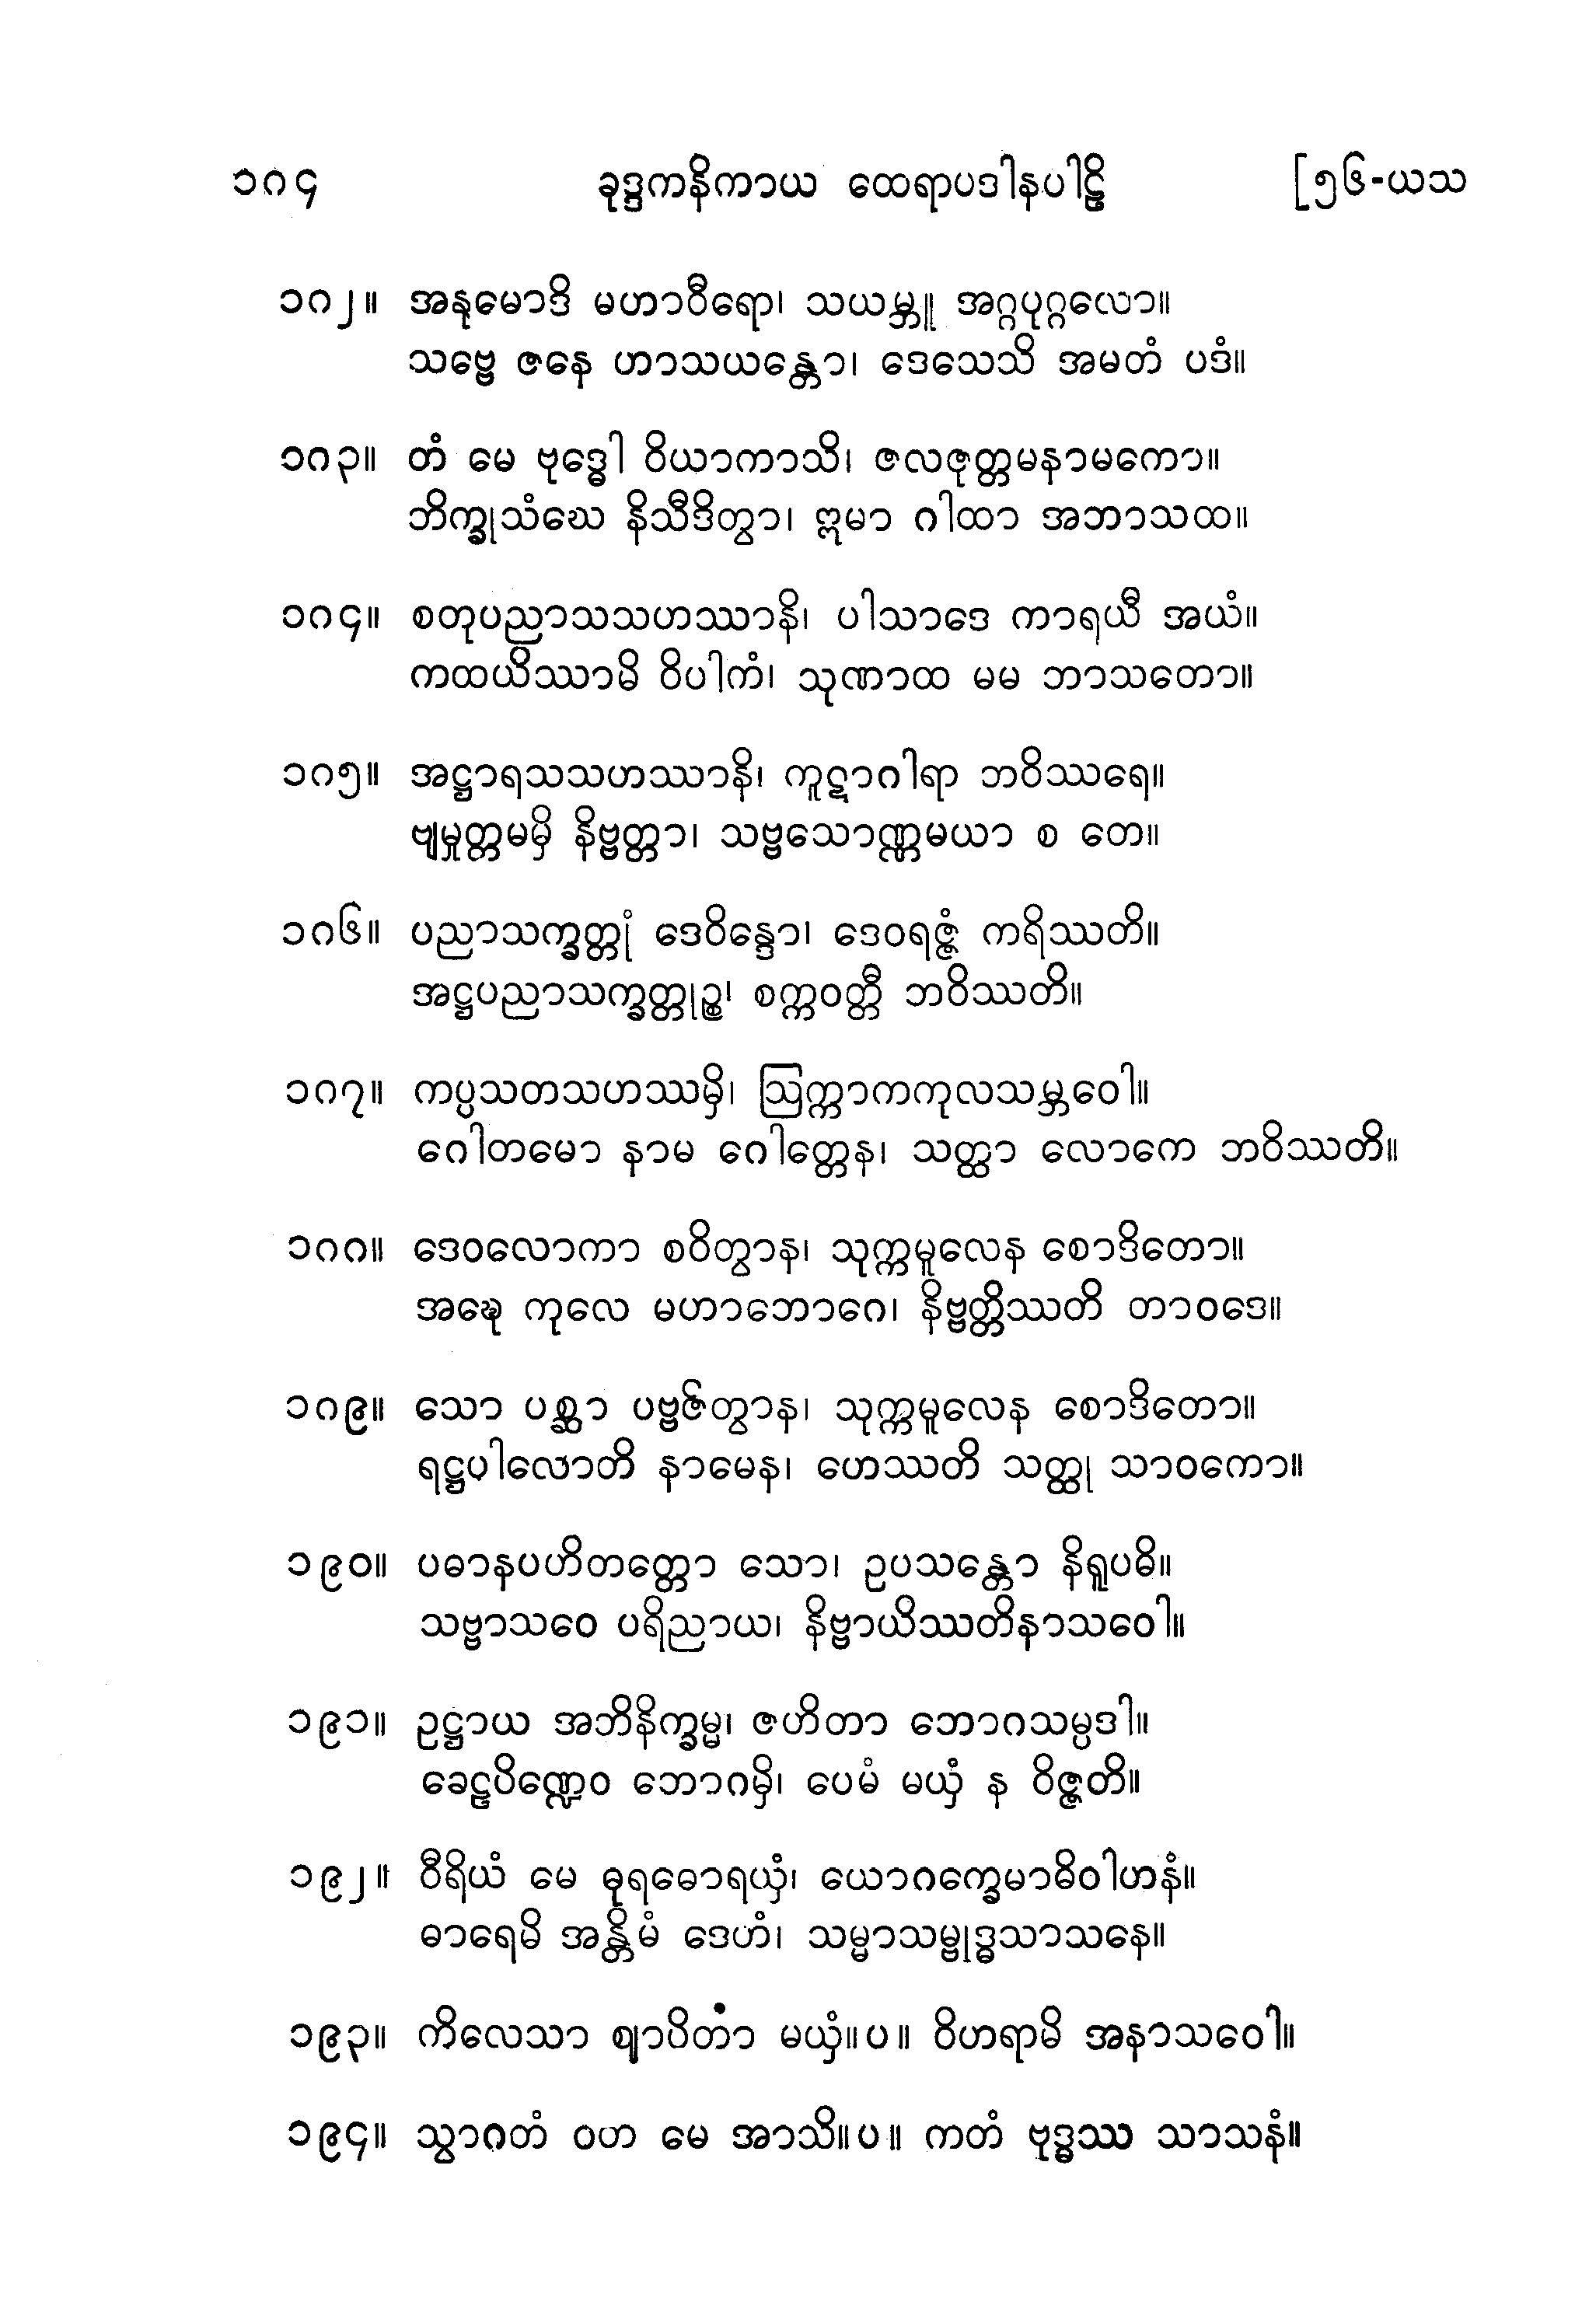 ၁၈၄ ခုဒ္ဒကနိကာယ ထေရာပဒါနပါဠိ [၅၆-ယသ
၁၈၂။ အနုမောဒိ မဟာဝီရော၊ သယမ္ဘူ အဂ္ဂပုဂ္ဂလော။
သဗ္ဗေ ဇနေ ဟာသယန္တော၊ ဒေသေသိ အမတံ ပဒံ။
၁၈၃။ တံ မေ ဗုဒ္ဓေါ ဝိယာကာသိ၊ ဇလဇုတ္တမနာမကော။
ဘိက္ခုသံဃေ နိသီဒိတွာ၊ ဣမာ ဂါထာ အဘာသထ။
၁၈၄။ စတုပညာသသဟဿာနိ၊ ပါသာဒေ ကာရယီ အယံ။
ကထယိဿာမိ ဝိပါကံ၊ သုဏာထ မမ ဘာသတော။
၁၈၅။ အဋ္ဌာရသသဟဿာနိ၊ ကူဋာဂါရာ ဘဝိဿရေ။
ဗျမှုတ္တမမှိ နိဗ္ဗတ္တာ၊ သဗ္ဗသောဏ္ဏမယာ စ တေ။
၁၈၆။ ပညာသက္ခတ္တုံ ဒေဝိန္ဒော၊ ဒေဝရဇ္ဇံ ကရိဿတိ။
အဋ္ဌပညာသက္ခတ္တုဉ္စ၊ စက္ကဝတ္တီ ဘဝိဿတိ။
၁၈၇။ ကပ္ပသတသဟဿမှိ၊ ဩက္ကာကကုလသမ္ဘဝေါ။
ဂေါတမော နာမ ဂေါတ္တေန၊ သတ္ထာ လောကေ ဘဝိဿတိ။
၁၈၈။ ဒေဝလောကာ စဝိတွာန၊ သုက္ကမူလေန စောဒိတော။
အဍ္ဎေ ကုလေ မဟာဘောဂေ၊ နိဗ္ဗတ္တိဿတိ တာဝဒေ။
၁၈၉။ သော ပစ္ဆာ ပဗ္ဗဇိတွာန၊ သုက္ကမူလေန စောဒိတော။
ရဋ္ဌပါလောတိ နာမေန၊ ဟေဿတိ သတ္ထု သာဝကော။
၁၉၀။ ပဓာနပဟိတတ္တော သော၊ ဥပသန္တော နိရူပဓိ။
သဗ္ဗာသဝေ ပရိညာယ၊ နိဗ္ဗာယိဿတိနာသဝေါ။
၁၉၁။ ဥဋ္ဌာယ အဘိနိက္ခမ္မ၊ ဇဟိတာ ဘောဂသမ္ပဒါ။
ခေဠပိဏ္ဍေဝ ဘောဂမှိ၊ ပေမံ မယှံ န ဝိဇ္ဇတိ။
၁၉၂။ ဝီရိယံ မေ ဓုရဓောရယှံ၊ ယောဂက္ခေမာဓိဝါဟနံ။
ဓာရေမိ အန္တိမံ ဒေဟံ၊ သမ္မာသမ္ဗုဒ္ဓသာသနေ။
၁၉၃။ ကိလေသာ ဈာပိတာ မယှံ။ပ။ ဝိဟရာမိ အနာသဝေါ။
၁၉၄။ သွာဂတံ ဝတ မေ အာသိ။ပ။ ကတံ ဗုဒ္ဓဿ သာသနံ။